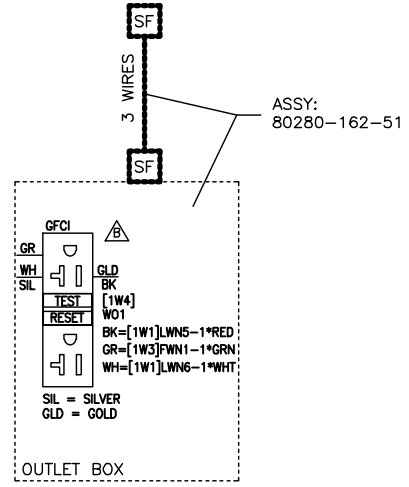 SF
3 WIRES
ASSY:
80280-162-51
SF
GFCI
B
GR
WH
SIL
GLD
BK
TEST
[1W4]
RESET
W01
BK=[1W1]LWN5-1*RED
GR=[1W3]FWN1-1*GRN
WH=[1W1]LWN6-1*WHT
SIL = SILVER
GLD = GOLD
OUTLET BOX